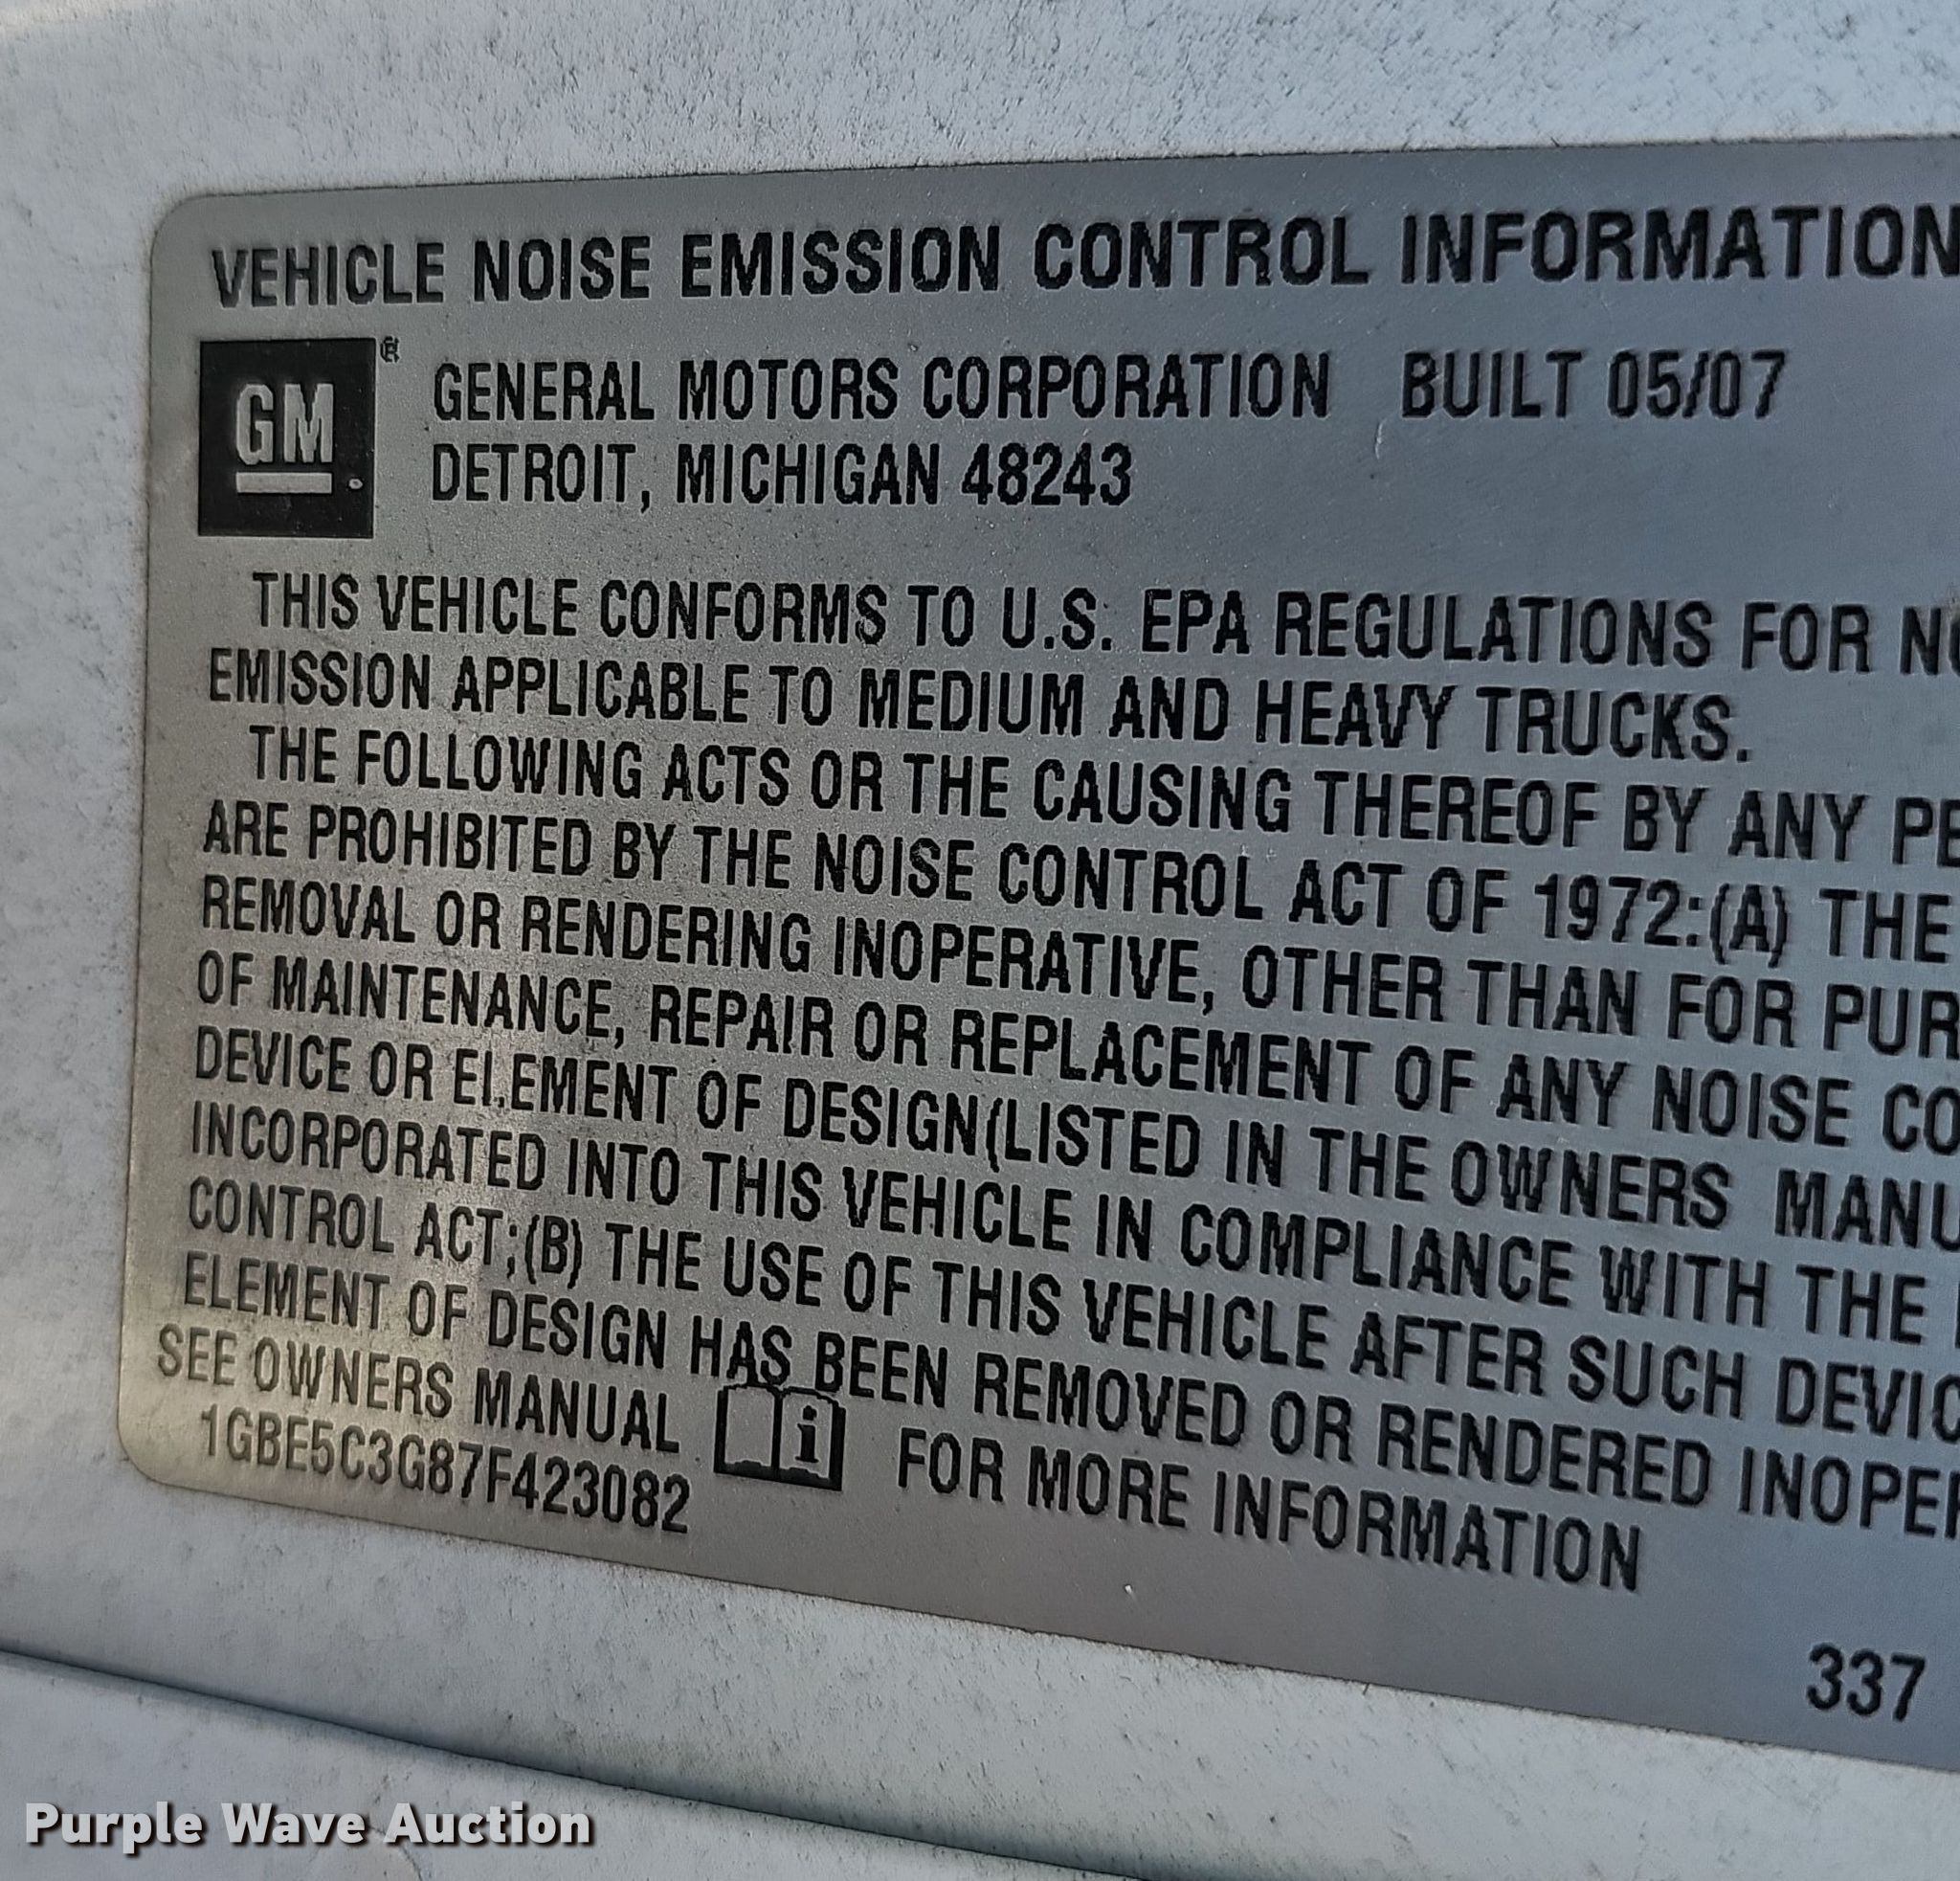 VEHICLE NOISE EMISSION CONTROL INFORMATION
GM ®
GENERAL MOTORS CORPORATION BUILT 05/07
DETROIT, MICHIGAN 48243
THIS VEHICLE CONFORMS TO U.S. EPA REGULATIONS FOR
EMISSION APPLICABLE TO MEDIUM AND HEAVY TRUCKS.
THE FOLLOWING ACTS OR THE CAUSING THEREOF BY ANY
ARE PROHIBITED BY THE NOISE CONTROL ACT OF 1972:(A) THE
REMOVAL OR RENDERING INOPERATIVE, OTHER THAN FOR
OF MAINTENANCE, REPAIR OR REPLACEMENT OF ANY NOISE
DEVICE OR ELEMENT OF DESIGN(LISTED IN THE OWNERS
INCORPORATED INTO THIS VEHICLE IN COMPLIANCE WITH THE
CONTROL ACT;(B) THE USE OF THIS VEHICLE AFTER SUCH
ELEMENT OF DESIGN HAS BEEN REMOVED OR RENDERED
SEE OWNERS MANUAL i FOR MORE INFORMATION
1GBE5C3G87F423082
337
Purple Wave Auction